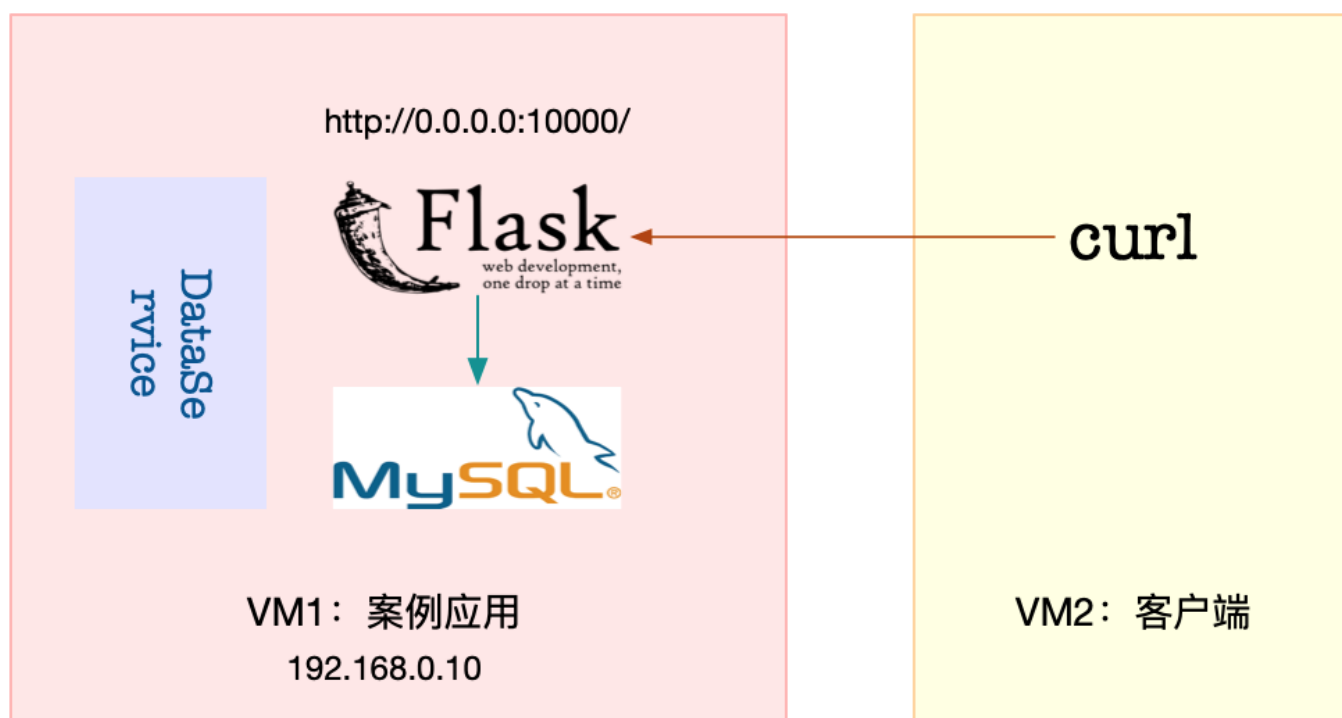 http://0.0.0.0:10000/
DataSe
rvice
Flask
web development,
one drop at a time
MySQL®
VM1：案例应用
192.168.0.10
curl
VM2：客户端